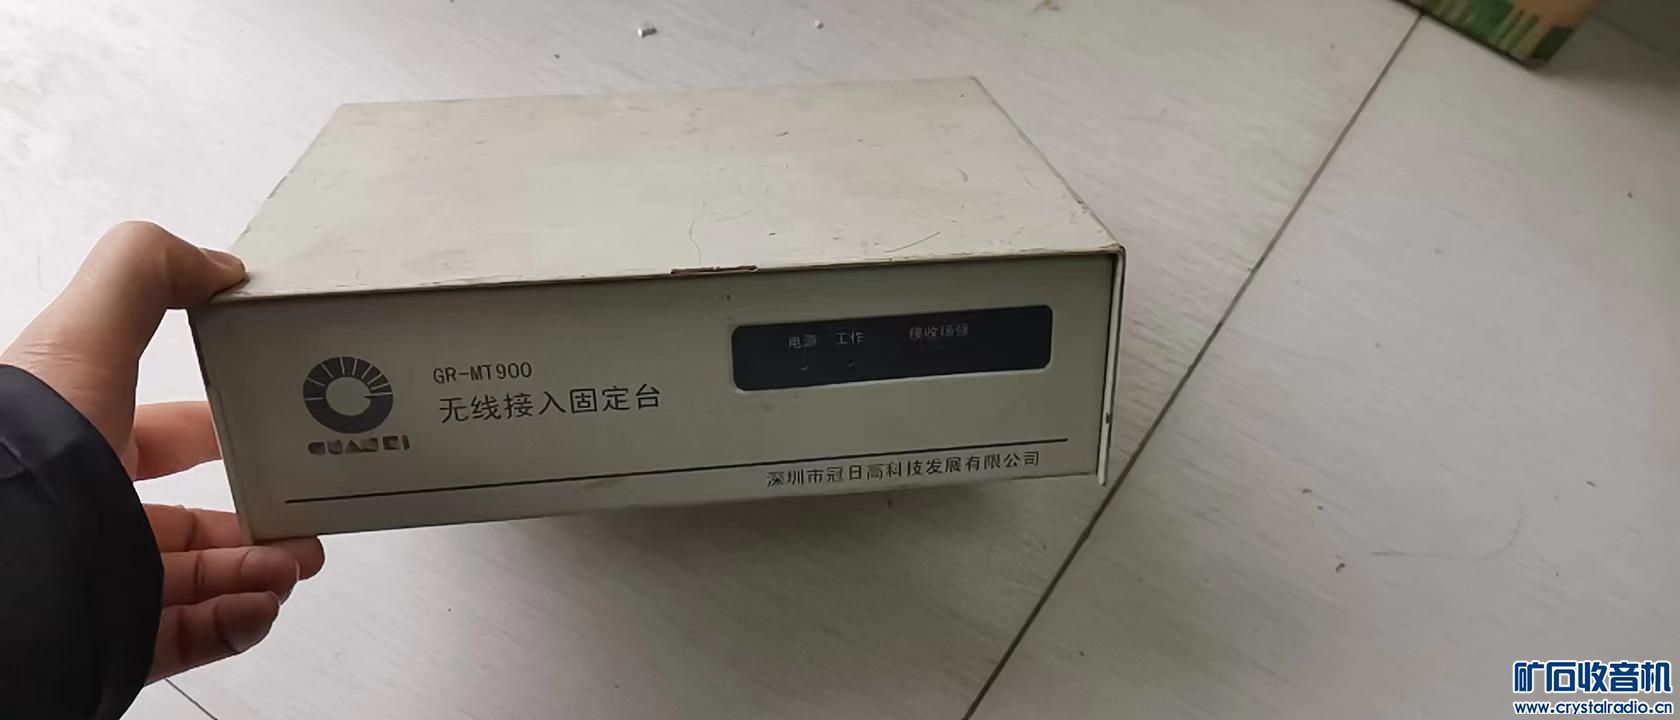 电源 工作 接收场强
GR-MT900
无线接入固定台
GUANRI
深圳市冠日高科技发展有限公司
矿石收音机
www.crystalradio.cn